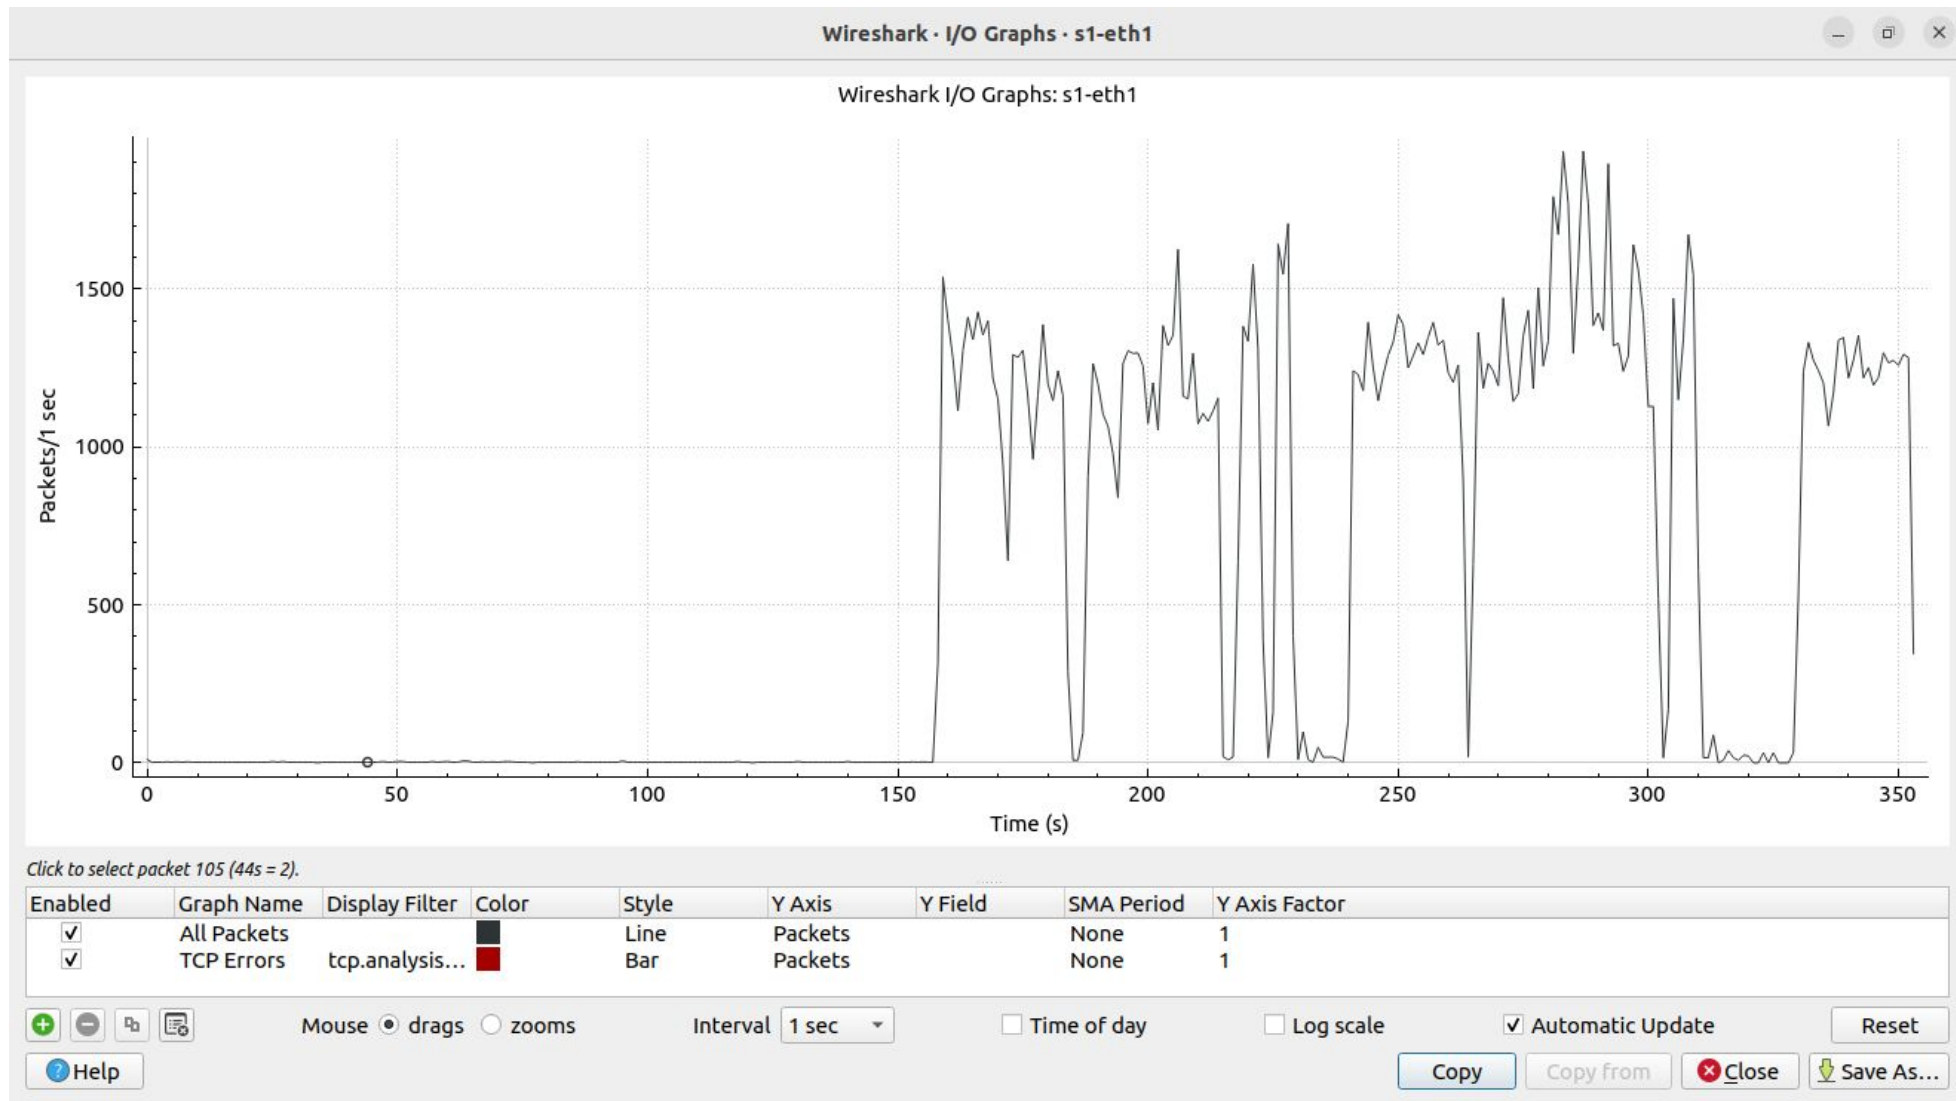 Wireshark · I/O Graphs · s1-eth1
Wireshark I/O Graphs: s1-eth1
1500
1000
500
0
Packets/1 sec
0 50 100 150 200 250 300 350
Time (s)
Click to select packet 105 (44s = 2).
Enabled Graph Name Display Filter Color Style Y Axis Y Field SMA Period Y Axis Factor
All Packets Line Packets None 1
TCP Errors tcp.analysis... Bar Packets None 1
Mouse drags zooms Interval 1 sec Time of day Log scale Automatic Update Reset
Help Copy Copy from Close Save As...